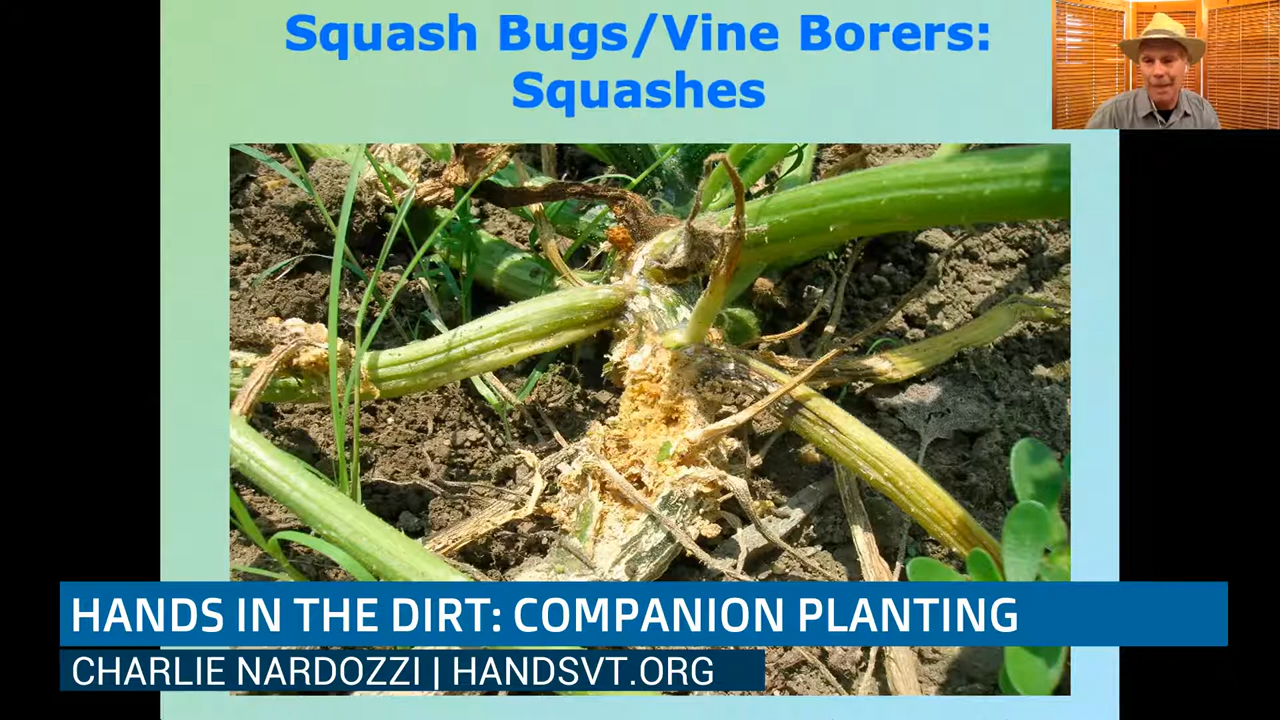 Squash Bugs/Vine Borers:
Squashes
HANDS IN THE DIRT: COMPANION PLANTING
CHARLIE NARDOZZI | HANDSVT.ORG